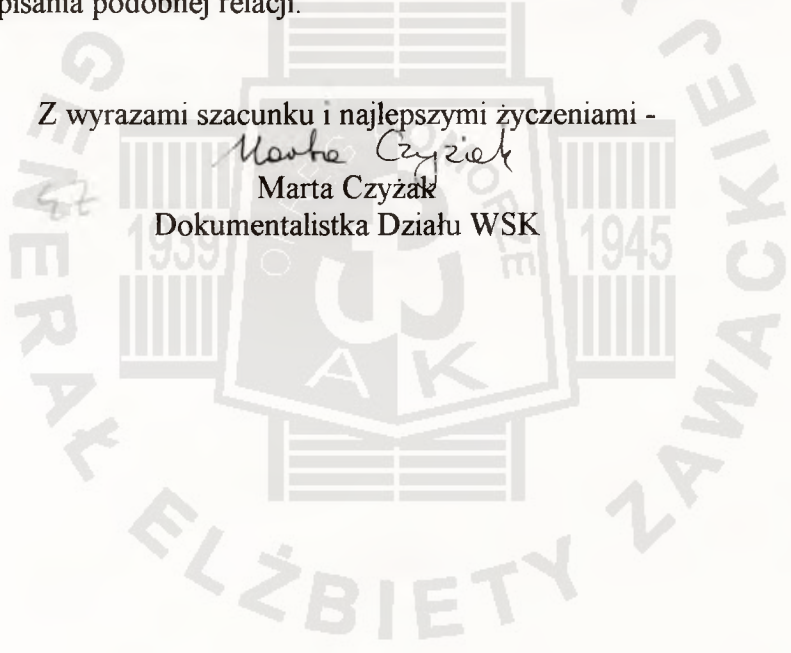 pisania podobnej relacji.
Z wyrazami szacunku i najlepszymi życzeniami -
Marta Czyżak
Marta Czyżak
Dokumentalistka Działu WSK
1939
1945
POMORZE
AK
GENERAŁ ELŻBIETY ZAWACKIEJ